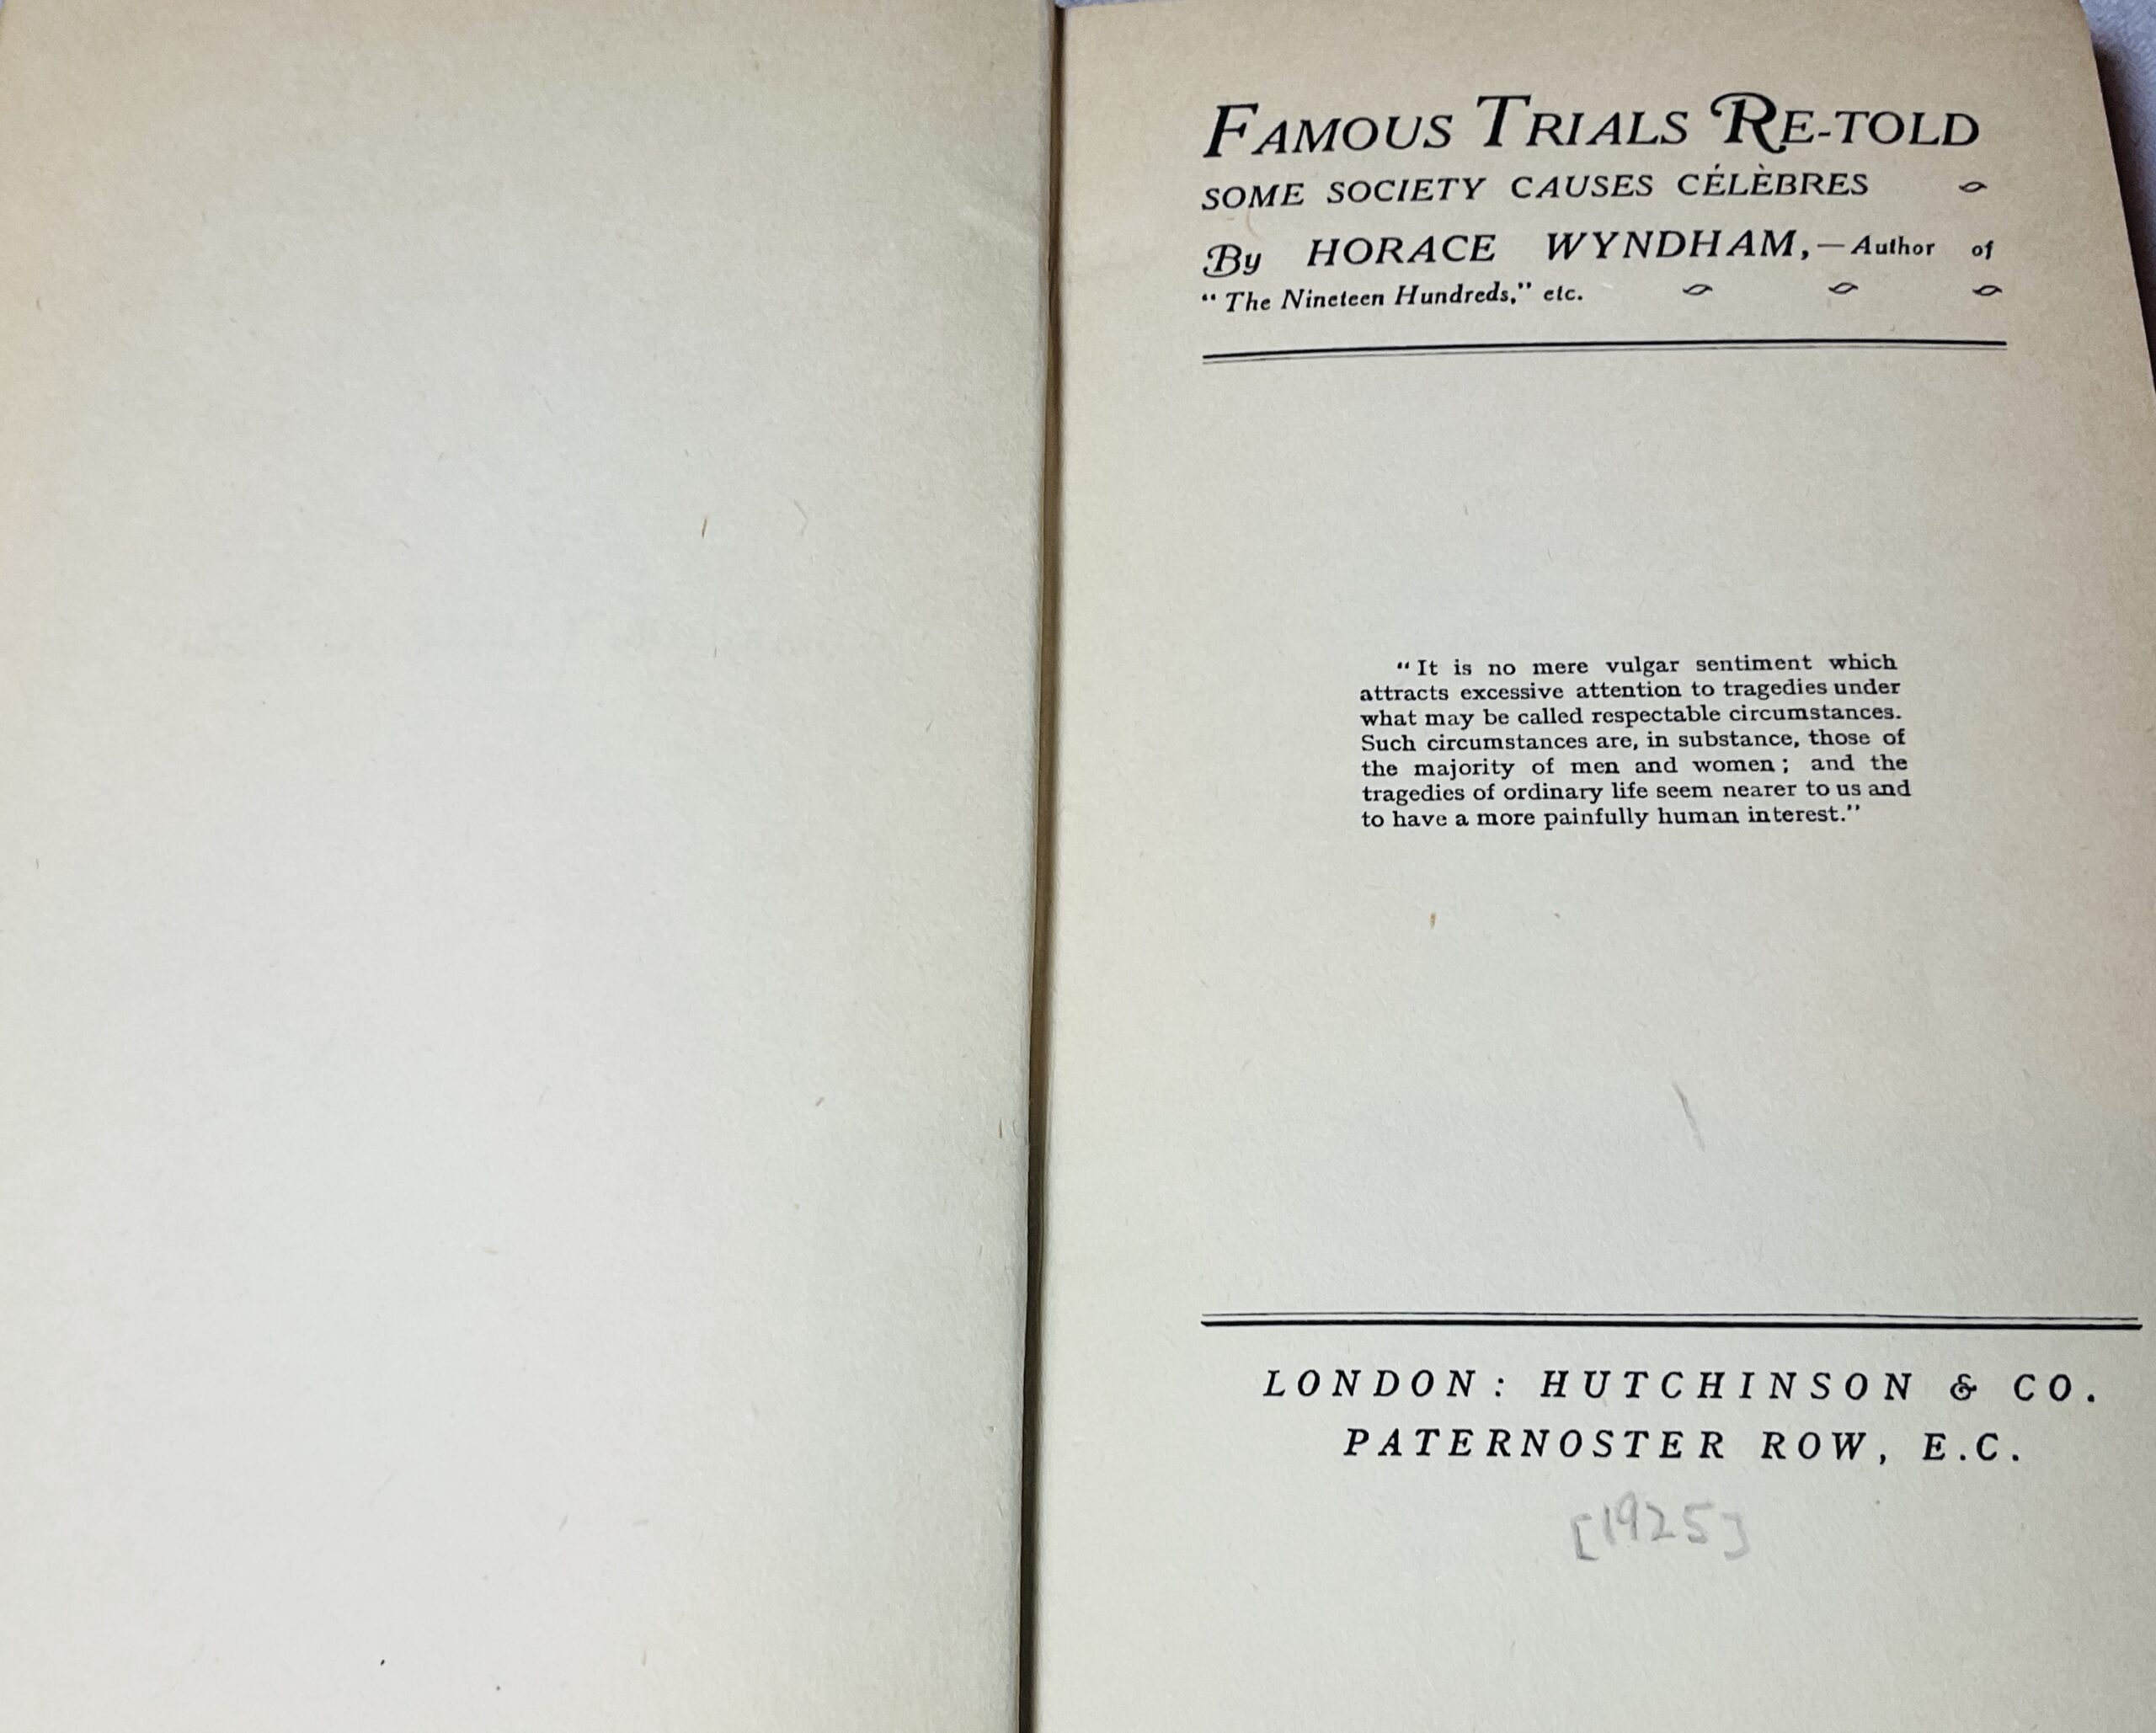 FAMOUS TRIALS RE-TOLD
SOME SOCIETY CAUSES CÉLÈBRES
By HORACE WYNDHAM,—Author of
"The Nineteen Hundreds," etc.
"It is no mere vulgar sentiment which
attracts excessive attention to tragedies under
what may be called respectable circumstances.
Such circumstances are, in substance, those of
the majority of men and women; and the
tragedies of ordinary life seem nearer to us and
to have a more painfully human interest."
LONDON: HUTCHINSON & CO.
PATERNOSTER ROW, E.C.
[1925]